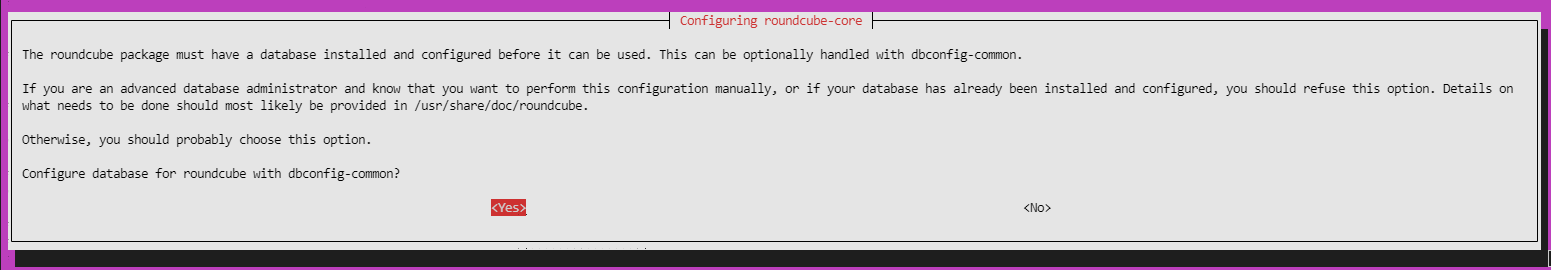 Configuring roundcube-core
The roundcube package must have a database installed and configured before it can be used. This can be optionally handled with dbconfig-common.
If you are an advanced database administrator and know that you want to perform this configuration manually, or if your database has already been installed and configured, you should refuse this option. Details on
what needs to be done should most likely be provided in /usr/share/doc/roundcube.
Otherwise, you should probably choose this option.
Configure database for roundcube with dbconfig-common?
<Yes> <No>